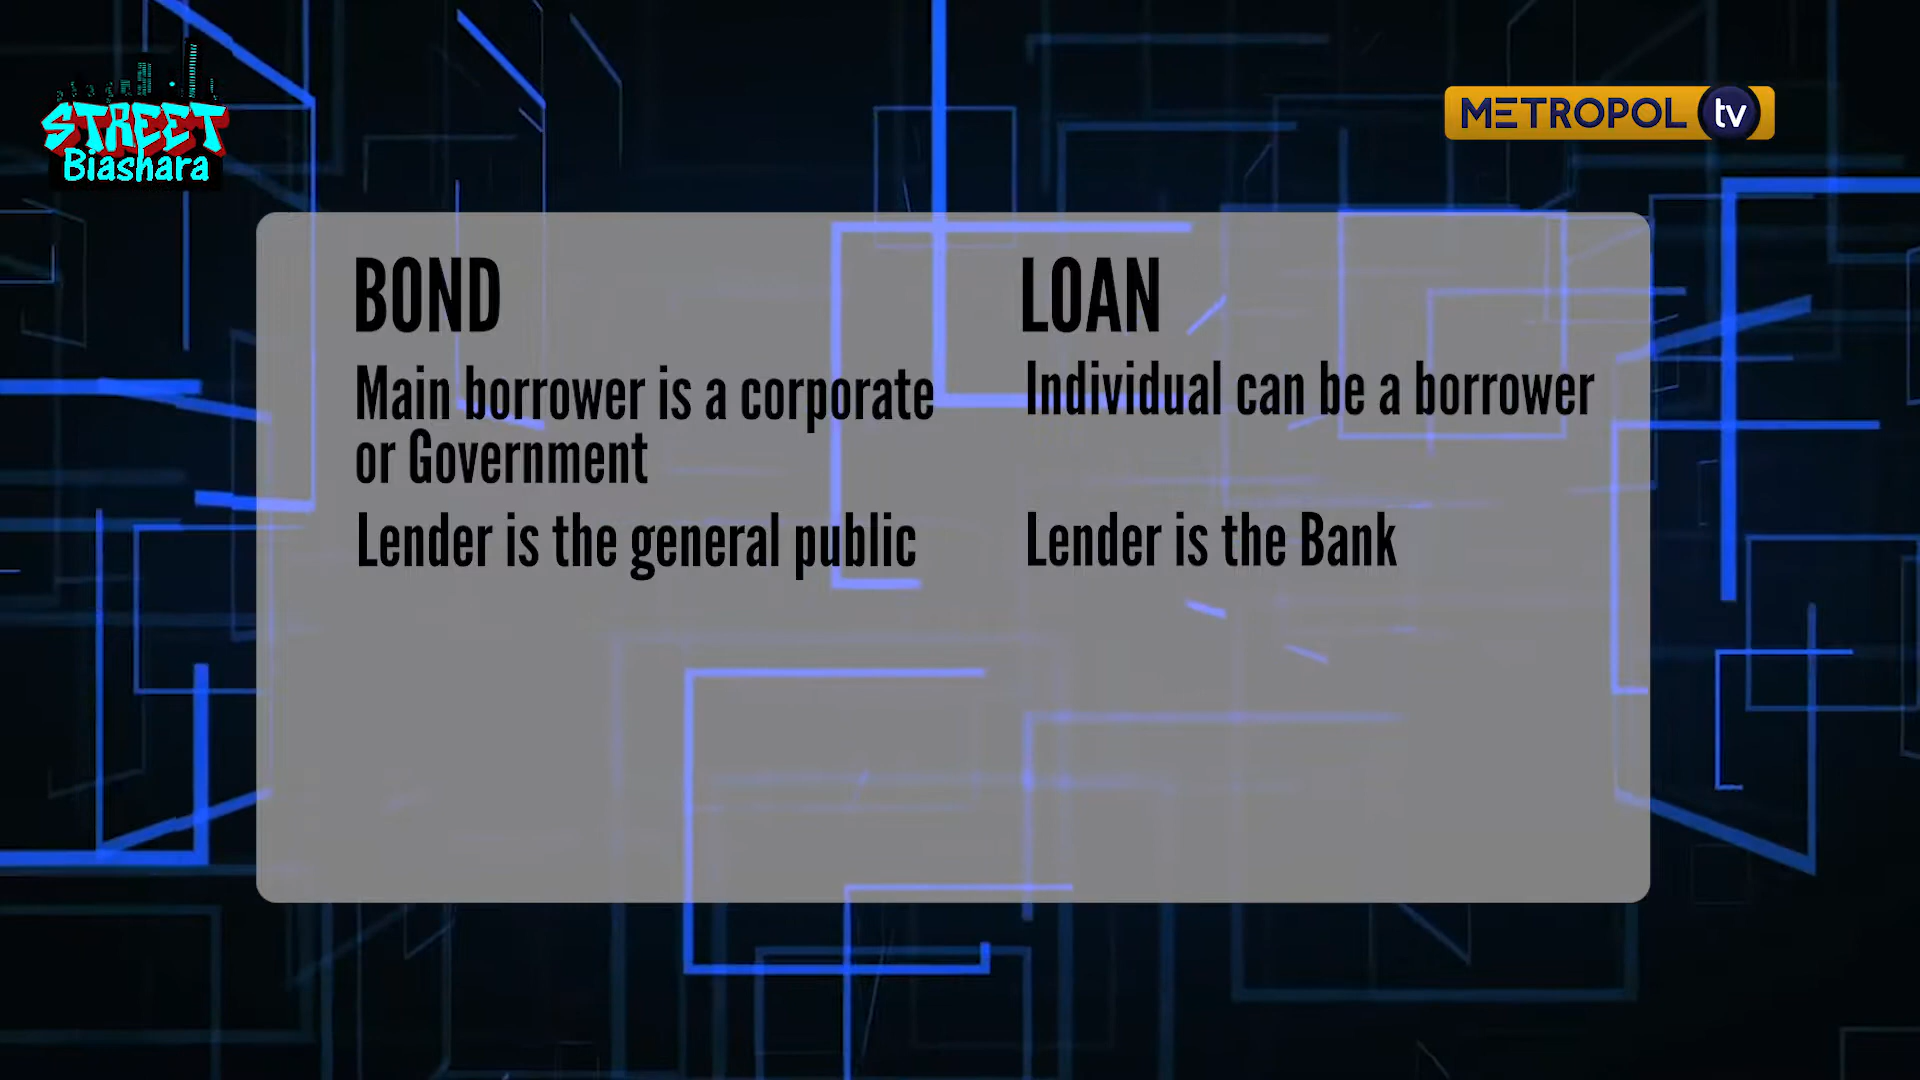 STREET
Biashara
METROPOL tv
BOND
Main borrower is a corporate
or Government
Lender is the general public
LOAN
Individual can be a borrower
Lender is the Bank